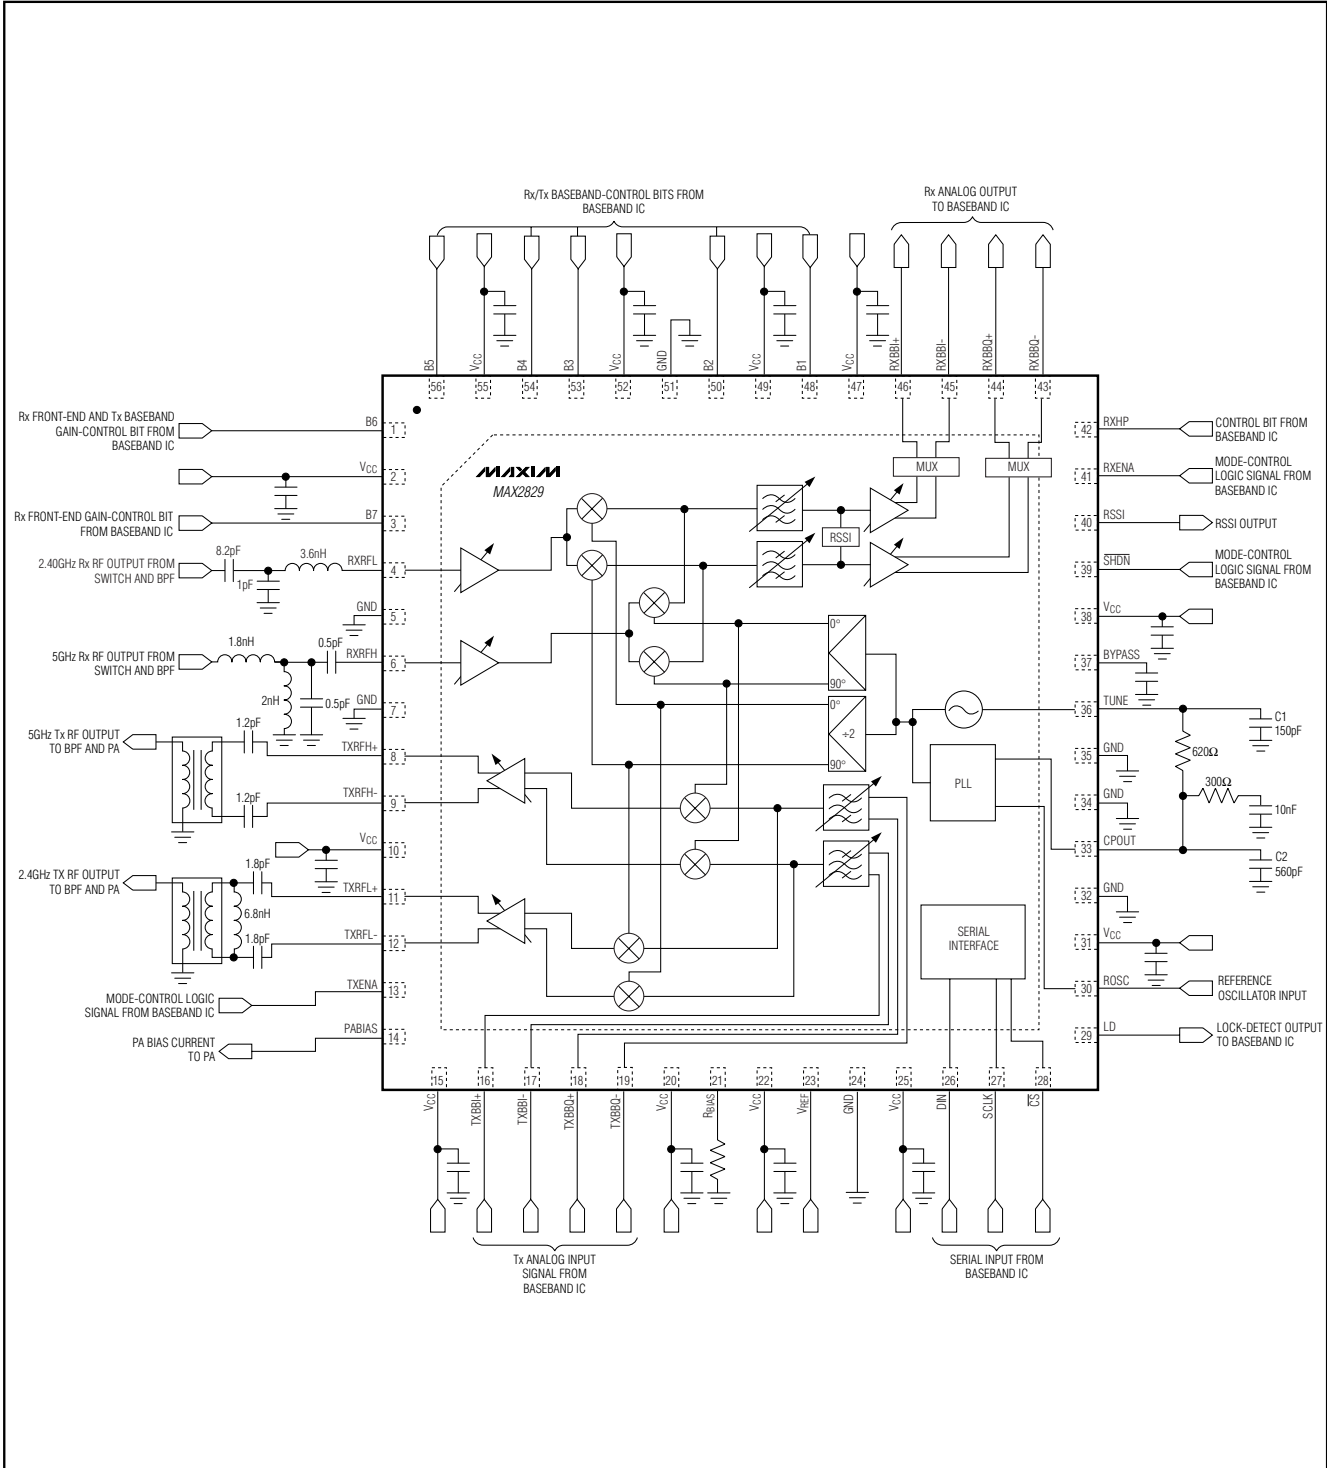 Rx/Tx BASEBAND-CONTROL BITS FROM
BASEBAND IC
Rx ANALOG OUTPUT
TO BASEBAND IC
B5
VCC
B4
B3
VCC
GND
B2
VCC
B1
VCC
RXBBI+
RXBBI-
RXBBQ+
RXBBQ-
56
55
54
53
52
51
50
49
48
47
46
45
44
43
Rx FRONT-END AND Tx BASEBAND
GAIN-CONTROL BIT FROM
BASEBAND IC
B6
1
VCC
2
Rx FRONT-END GAIN-CONTROL BIT
FROM BASEBAND IC
B7
3
2.40GHz Rx RF OUTPUT FROM
SWITCH AND BPF
8.2pF
1pF
3.6nH
RXRFL
4
GND
5
5GHz Rx RF OUTPUT FROM
SWITCH AND BPF
1.8nH
2nH
0.5pF
0.5pF
RXRFH
6
GND
7
5GHz Tx RF OUTPUT
TO BPF AND PA
1.2pF
TXRFH+
8
1.2pF
TXRFH-
9
VCC
10
2.4GHz TX RF OUTPUT
TO BPF AND PA
1.8pF
6.8nH
1.8pF
TXRFL+
11
TXRFL-
12
MODE-CONTROL LOGIC
SIGNAL FROM BASEBAND IC
TXENA
13
PA BIAS CURRENT
TO PA
PABIAS
14
MAXIM
MAX2829
MUX
MUX
RSSI
0°
90°
0°
÷2
90°
PLL
SERIAL
INTERFACE
42
RXHP
CONTROL BIT FROM
BASEBAND IC
41
RXENA
MODE-CONTROL
LOGIC SIGNAL FROM
BASEBAND IC
40
RSSI
RSSI OUTPUT
39
SHDN
MODE-CONTROL
LOGIC SIGNAL FROM
BASEBAND IC
38
VCC
37
BYPASS
36
TUNE
C1
150pF
620Ω
35
GND
300Ω
10nF
34
GND
33
CPOUT
C2
560pF
32
GND
31
VCC
30
ROSC
REFERENCE
OSCILLATOR INPUT
29
LD
LOCK-DETECT OUTPUT
TO BASEBAND IC
15
16
17
18
19
20
21
22
23
24
25
26
27
28
VCC
TXBBI+
TXBBI-
TXBBQ+
TXBBQ-
VCC
RBIAS
VCC
VREF
GND
VCC
DIN
SCLK
CS
Tx ANALOG INPUT
SIGNAL FROM
BASEBAND IC
SERIAL INPUT FROM
BASEBAND IC